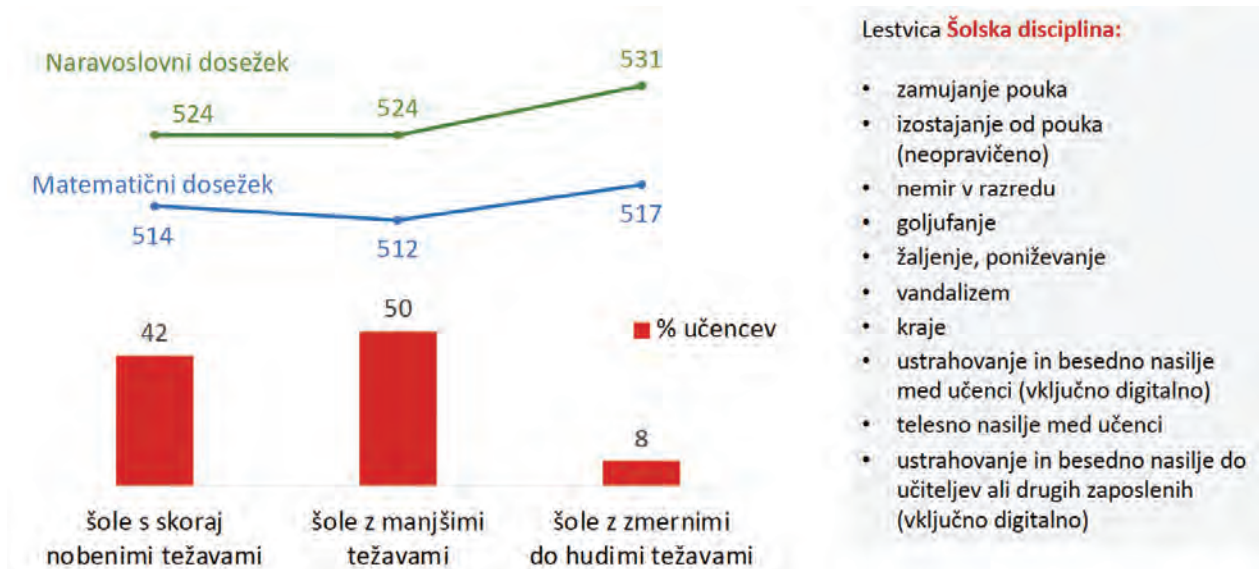 Naravoslovni dosežek
524
524
531
Matematični dosežek
514
512
517
42
50
8
% učencev
šole s skoraj
nobenimi težavami
šole z manjšimi
težavami
šole z zmernimi
do hudimi težavami
Lestvica Šolska disciplina:
• zamujanje pouka
• izostajanje od pouka
(neopravičeno)
• nemir v razredu
• goljufanje
• žaljenje, poniževanje
• vandalizem
• kraje
• ustrahovanje in besedno nasilje
med učenci (vključno digitalno)
• telesno nasilje med učenci
• ustrahovanje in besedno nasilje do
učiteljev ali drugih zaposlenih
(vključno digitalno)